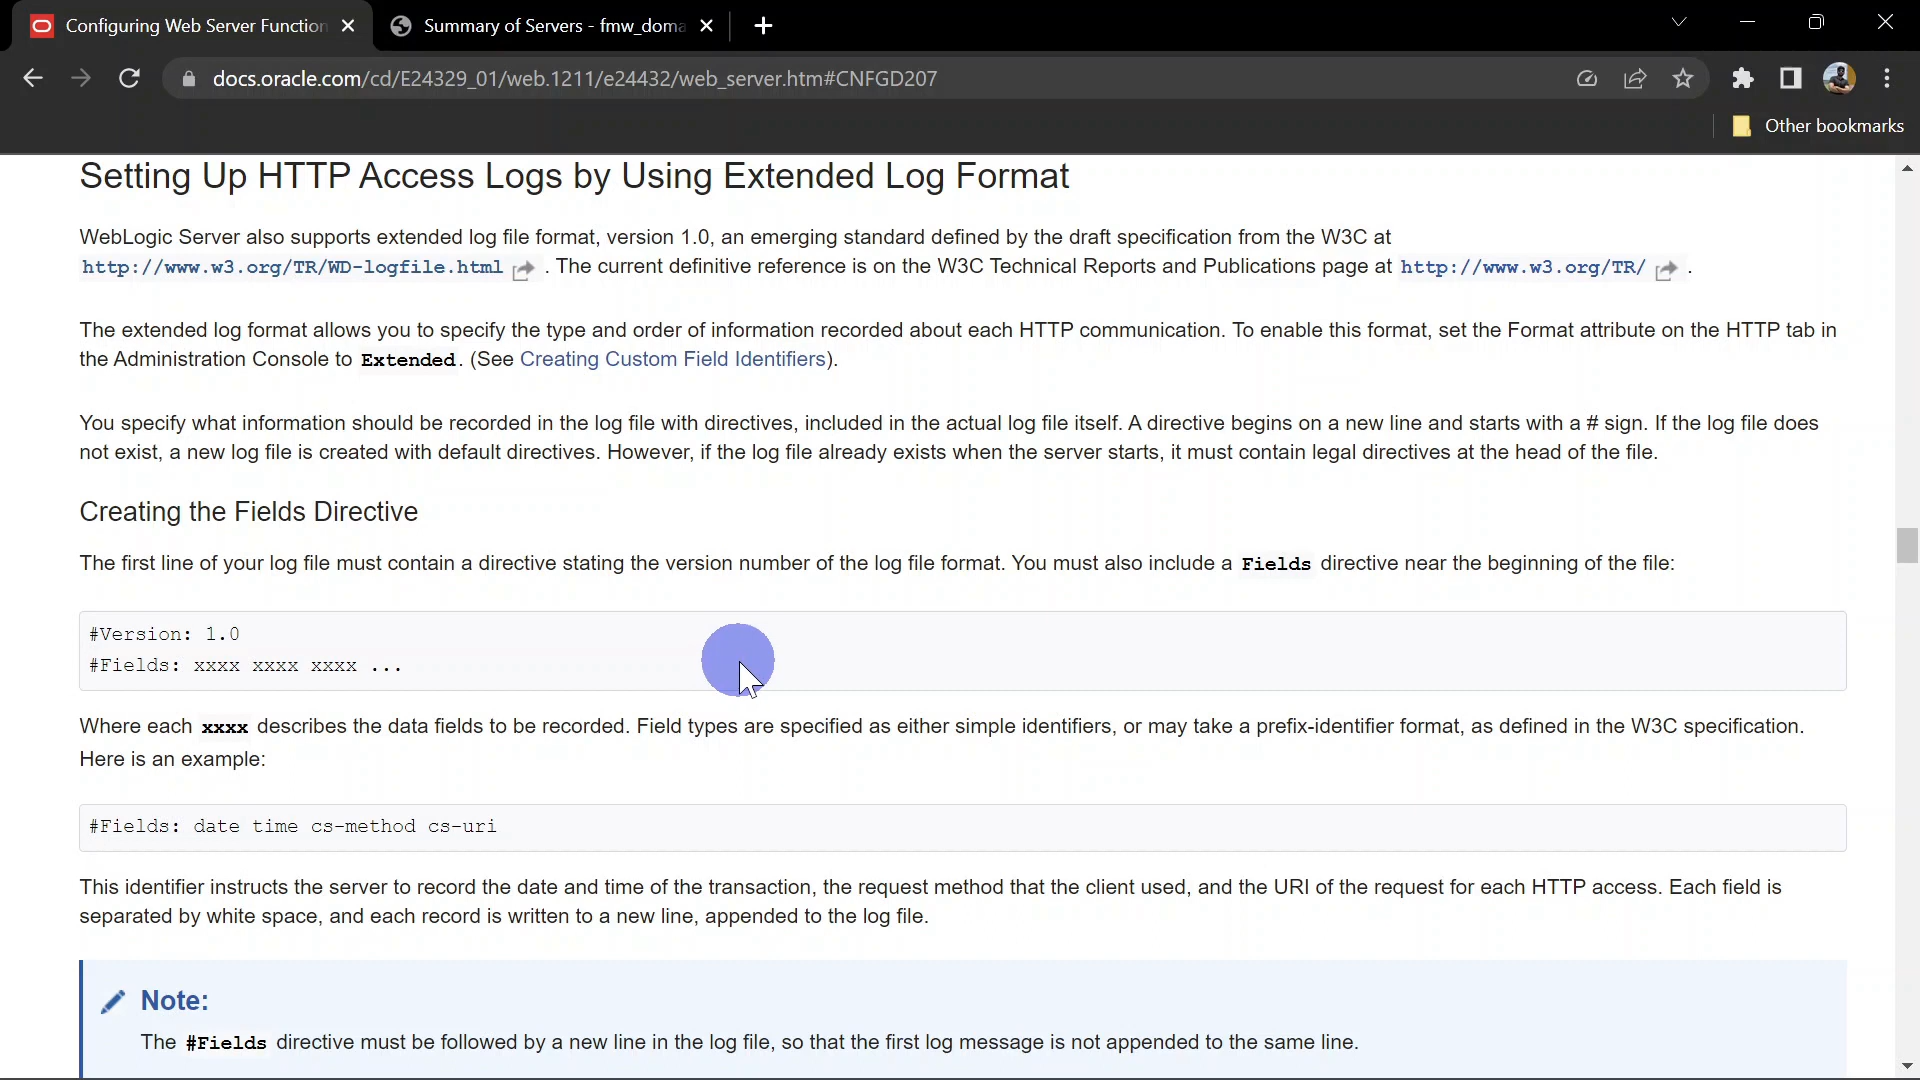 Configuring Web Server Function
Summary of Servers - fmw_doma
docs.oracle.com/cd/E24329_01/web.1211/e24432/web_server.htm#CNFGD207
Other bookmarks
Setting Up HTTP Access Logs by Using Extended Log Format
WebLogic Server also supports extended log file format, version 1.0, an emerging standard defined by the draft specification from the W3C at
http://www.w3.org/TR/WD-logfile.html . The current definitive reference is on the W3C Technical Reports and Publications page at http://www.w3.org/TR/ .
The extended log format allows you to specify the type and order of information recorded about each HTTP communication. To enable this format, set the Format attribute on the HTTP tab in
the Administration Console to Extended. (See Creating Custom Field Identifiers).
You specify what information should be recorded in the log file with directives, included in the actual log file itself. A directive begins on a new line and starts with a # sign. If the log file does
not exist, a new log file is created with default directives. However, if the log file already exists when the server starts, it must contain legal directives at the head of the file.
Creating the Fields Directive
The first line of your log file must contain a directive stating the version number of the log file format. You must also include a Fields directive near the beginning of the file:
#Version: 1.0
#Fields: xxxx xxxx xxxx ...
Where each xxxx describes the data fields to be recorded. Field types are specified as either simple identifiers, or may take a prefix-identifier format, as defined in the W3C specification.
Here is an example:
#Fields: date time cs-method cs-uri
This identifier instructs the server to record the date and time of the transaction, the request method that the client used, and the URI of the request for each HTTP access. Each field is
separated by white space, and each record is written to a new line, appended to the log file.
Note:
The #Fields directive must be followed by a new line in the log file, so that the first log message is not appended to the same line.